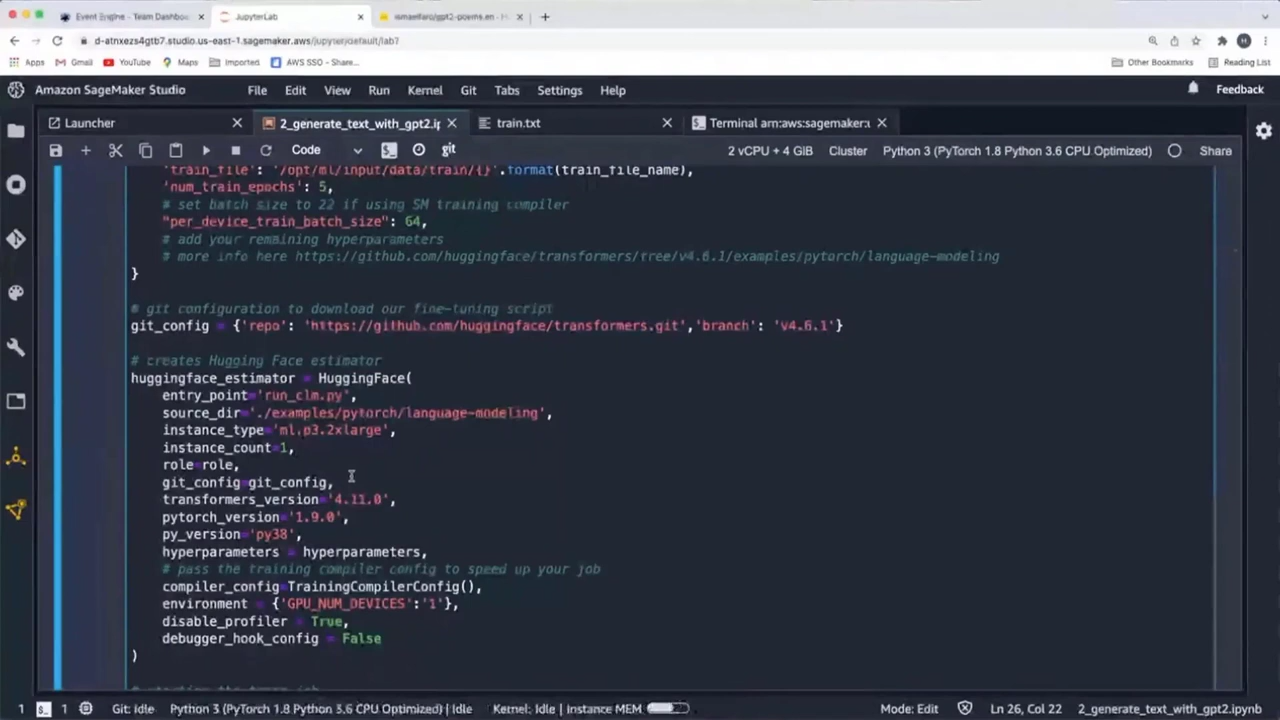 Event Engine - Team Dashbo
JupyterLab
ismaelfaro/gpt2-poems.en
d-atnxezs4gtb7.studio.us-east-1.sagemaker.aws/jupyter/default/lab?
Apps Gmail YouTube Maps Imported AWS SSO - Share... Other Bookmarks Reading List
Amazon SageMaker Studio File Edit View Run Kernel Git Tabs Settings Help Feedback
Launcher 2_generate_text_with_gpt2.ip train.txt Terminal arn:aws:sagemaker:u
Code git 2 vCPU + 4 GiB Cluster Python 3 (PyTorch 1.8 Python 3.6 CPU Optimized) Share
'train_file': '/opt/ml/input/data/train/{}'.format(train_file_name),
'num_train_epochs': 5,
# set batch size to 22 if using SM training compiler
"per_device_train_batch_size": 64,
# add your remaining hyperparameters
# more info here https://github.com/huggingface/transformers/tree/v4.6.1/examples/pytorch/language-modeling
}
# git configuration to download our fine-tuning script
git_config = {'repo': 'https://github.com/huggingface/transformers.git','branch': 'v4.6.1'}
# creates Hugging Face estimator
huggingface_estimator = HuggingFace(
entry_point='run_clm.py',
source_dir='./examples/pytorch/language-modeling',
instance_type='ml.p3.2xlarge',
instance_count=1,
role=role,
git_config=git_config,
transformers_version='4.11.0',
pytorch_version='1.9.0',
py_version='py38',
hyperparameters = hyperparameters,
# pass the training compiler config to speed up your job
compiler_config=TrainingCompilerConfig(),
environment = {'GPU_NUM_DEVICES':'1'},
disable_profiler = True,
debugger_hook_config = False
)
1 1 Git: Idle Python 3 (PyTorch 1.8 Python 3.6 CPU Optimized) | Idle Kernel: Idle | Instance MEM Mode: Edit Ln 26, Col 22 2_generate_text_with_gpt2.ipynb